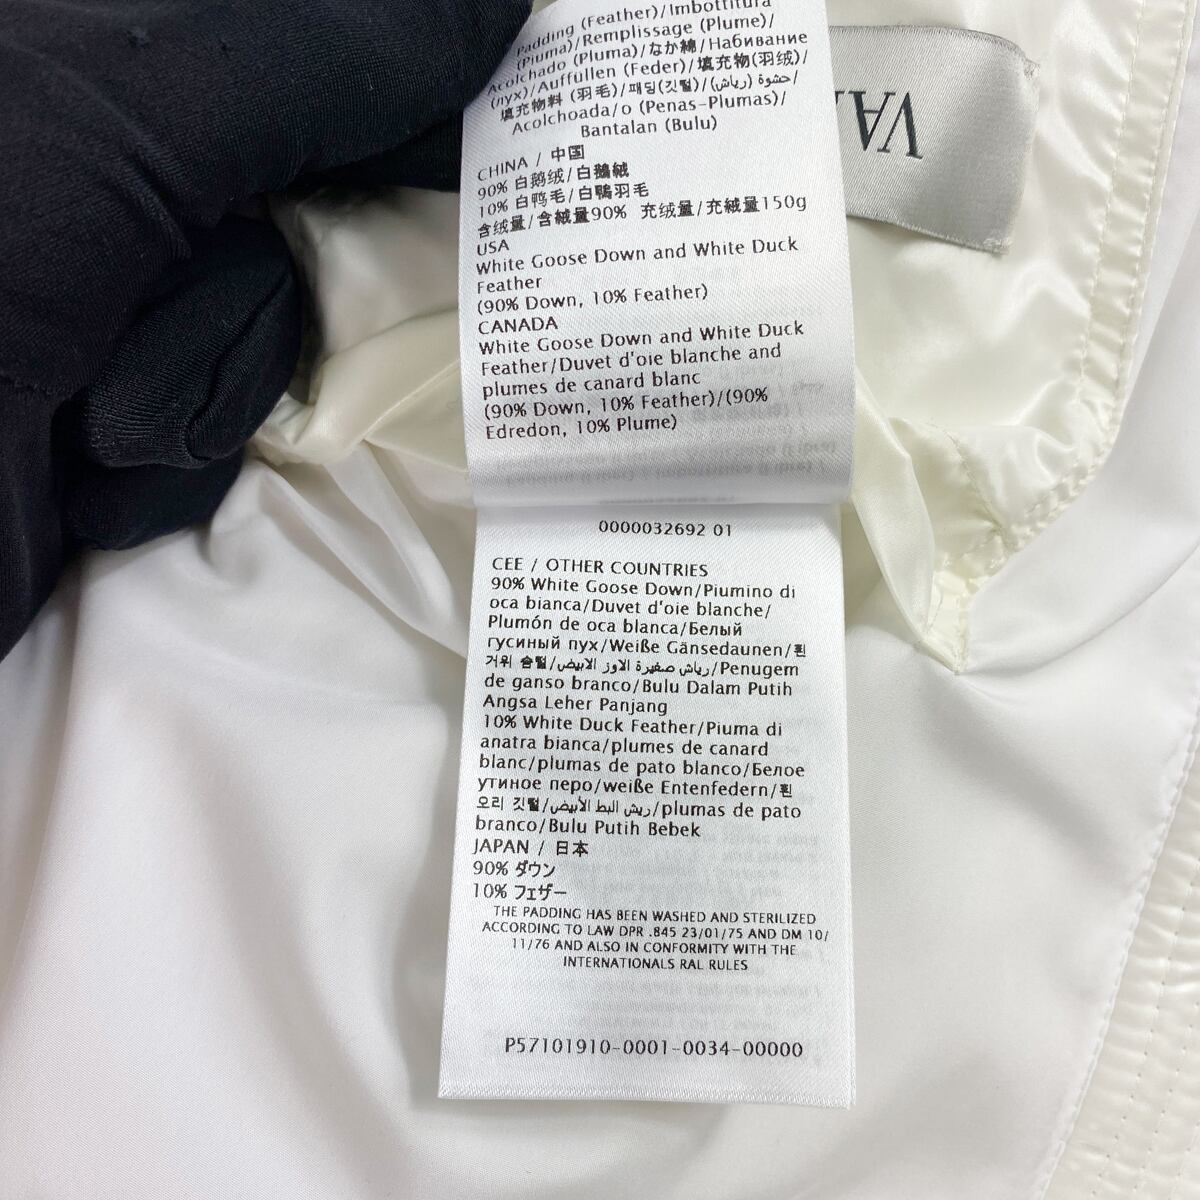 Padding (Feather)/Imbottitura
(Piuma)/Remplissage (Plume)/
Acolchado (Pluma)/なか綿/Набивание
(пух)/Auffüllen (Feder)/填充物(羽绒)/
填充物料 (羽毛)/패딩(깃털)/حشوة (رياش)/
Acolchoada/o (Penas-Plumas)/
Bantalan (Bulu)
CHINA / 中国
90% 白鹅绒/白鵝絨
10% 白鸭毛/白鴨羽毛
含绒量/含絨量90% 充绒量/充絨量150g
USA
White Goose Down and White Duck
Feather
(90% Down, 10% Feather)
CANADA
White Goose Down and White Duck
Feather/Duvet d'oie blanche and
plumes de canard blanc
(90% Down, 10% Feather)/(90%
Edredon, 10% Plume)
0000032692 01
CEE / OTHER COUNTRIES
90% White Goose Down/Piumino di
oca bianca/Duvet d'oie blanche/
Plumón de oca blanca/Белый
гусиный пух/Weiße Gänsedaunen/흰
거위 솜털/رياش صغيرة الاوز الابيض/Penugem
de ganso branco/Bulu Dalam Putih
Angsa Leher Panjang
10% White Duck Feather/Piuma di
anatra bianca/plumes de canard
blanc/plumas de pato blanco/Белое
утиное перо/weiße Entenfedern/흰
오리 깃털/ريش البط الأبيض/plumas de pato
branco/Bulu Putih Bebek
JAPAN / 日本
90% ダウン
10% フェザー
THE PADDING HAS BEEN WASHED AND STERILIZED
ACCORDING TO LAW DPR .845 23/01/75 AND DM 10/
11/76 AND ALSO IN CONFORMITY WITH THE
INTERNATIONALS RAL RULES
P57101910-0001-0034-00000